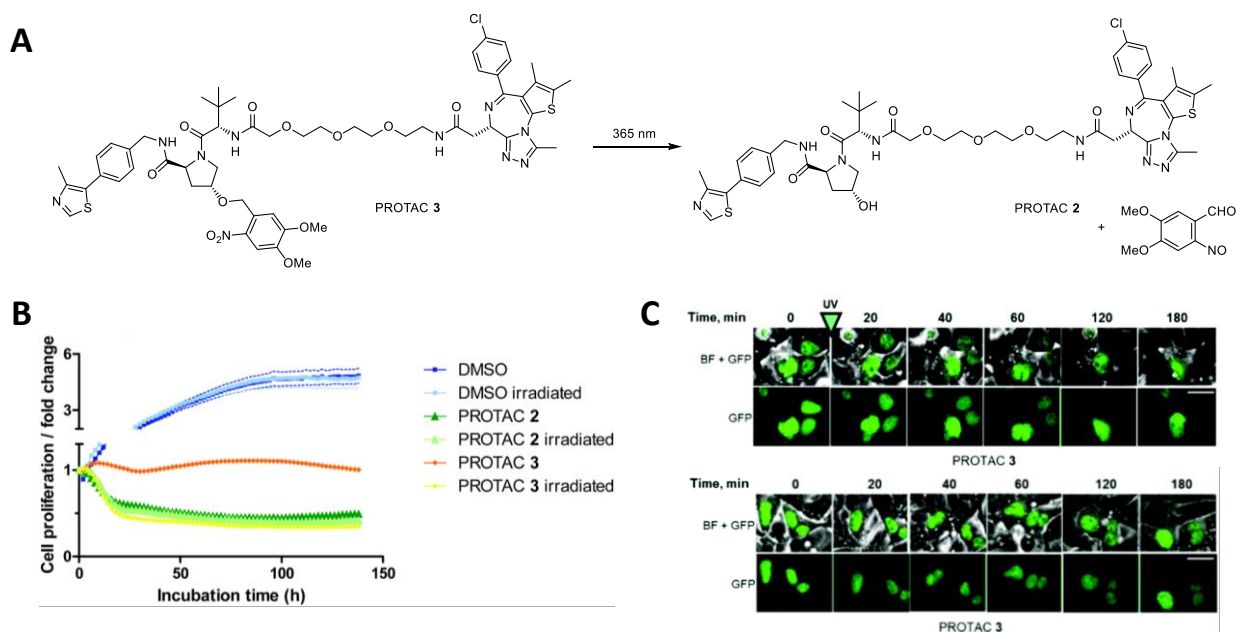 A
Cl
N
S
O
O
N
H
O
O
O
N
H
O
N
N
N
N
NH
O
N
O
O2N
OMe
OMe
S
N
PROTAC 3
365 nm
Cl
N
S
O
O
N
H
O
O
O
N
H
O
N
N
N
NH
O
N
OH
S
N
PROTAC 2
+
MeO
MeO
CHO
NO
B
6
3
1
0
0 50 100 150
Cell proliferation / fold change
Incubation time (h)
DMSO
DMSO irradiated
PROTAC 2
PROTAC 2 irradiated
PROTAC 3
PROTAC 3 irradiated
C
UV
Time, min 0 20 40 60 120 180
BF + GFP
GFP
PROTAC 3
Time, min 0 20 40 60 120 180
BF + GFP
GFP
PROTAC 3